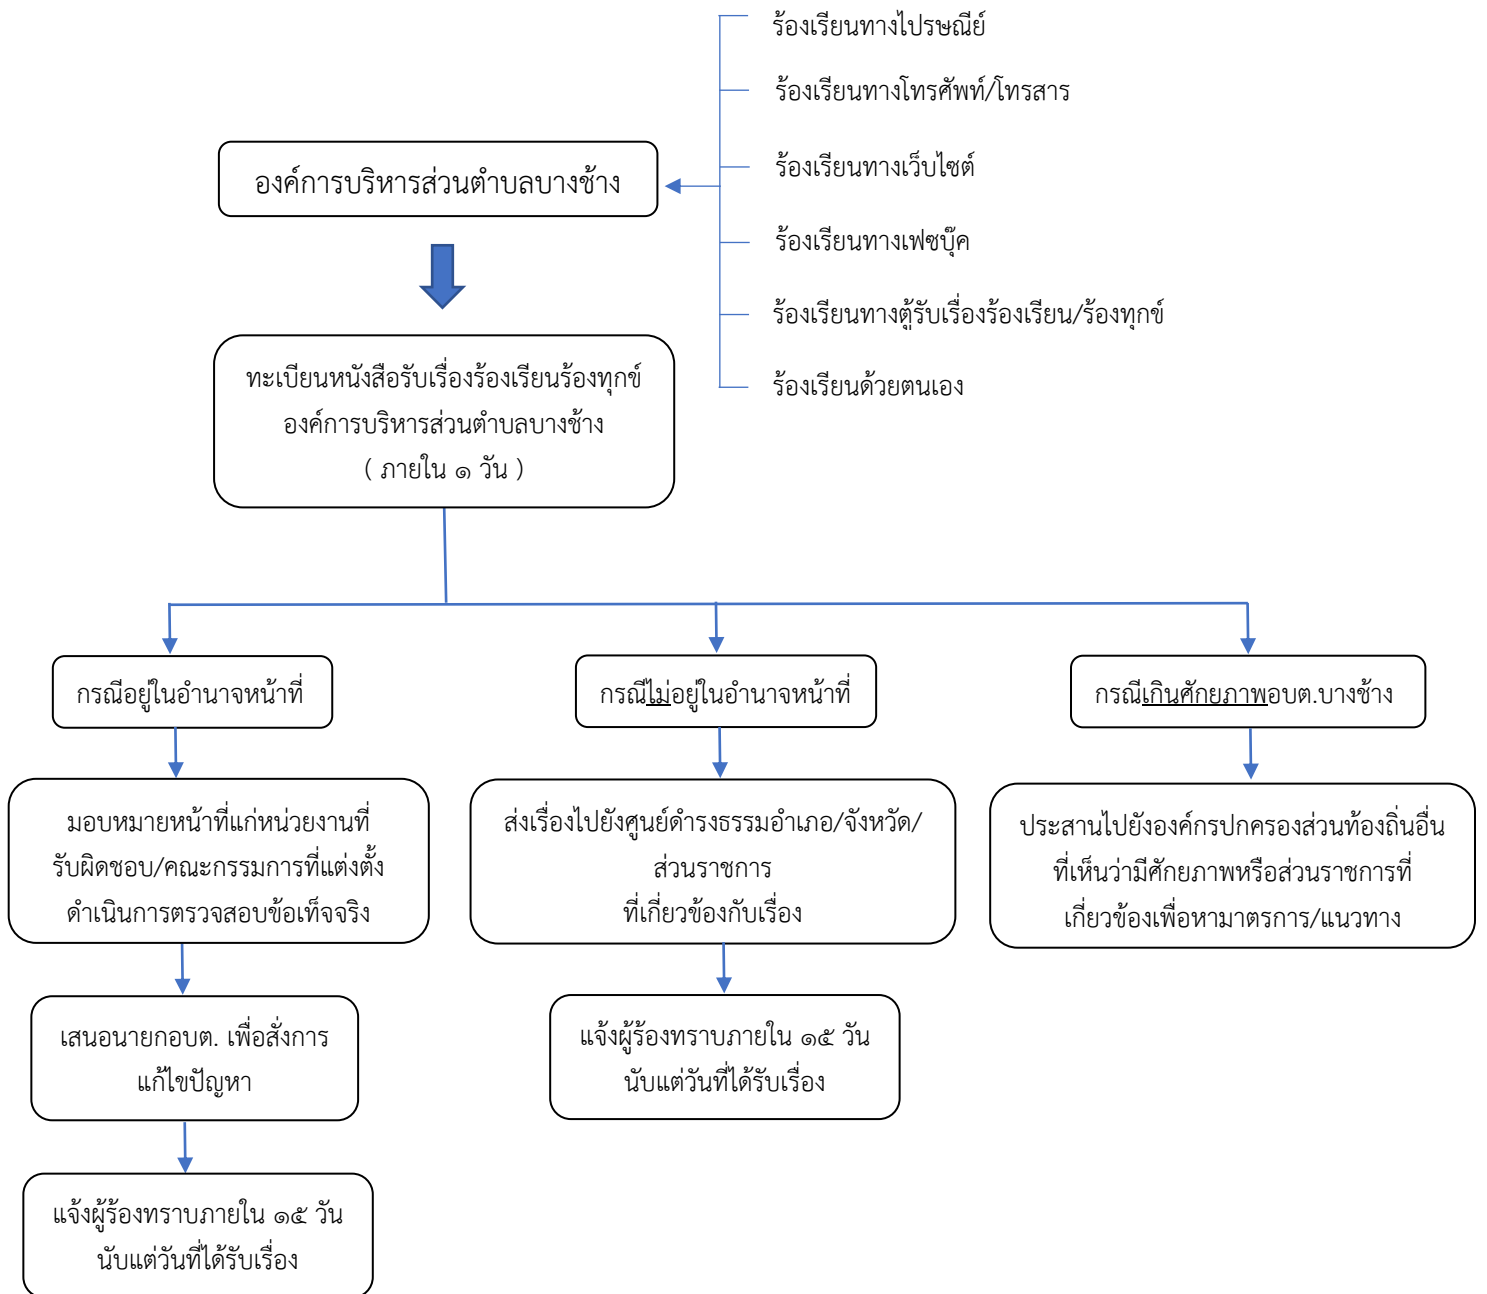 ร้องเรียนทางไปรษณีย์
ร้องเรียนทางโทรศัพท์/โทรสาร
ร้องเรียนทางเว็บไซต์
ร้องเรียนทางเฟซบุ๊ค
ร้องเรียนทางตู้รับเรื่องร้องเรียน/ร้องทุกข์
ร้องเรียนด้วยตนเอง
องค์การบริหารส่วนตำบลบางช้าง
ทะเบียนหนังสือรับเรื่องร้องเรียนร้องทุกข์
องค์การบริหารส่วนตำบลบางช้าง
( ภายใน ๑ วัน )
กรณีอยู่ในอำนาจหน้าที่
มอบหมายหน้าที่แก่หน่วยงานที่
รับผิดชอบ/คณะกรรมการที่แต่งตั้ง
ดำเนินการตรวจสอบข้อเท็จจริง
เสนอนายกอบต. เพื่อสั่งการ
แก้ไขปัญหา
แจ้งผู้ร้องทราบภายใน ๑๕ วัน
นับแต่วันที่ได้รับเรื่อง
กรณีไม่อยู่ในอำนาจหน้าที่
ส่งเรื่องไปยังศูนย์ดำรงธรรมอำเภอ/จังหวัด/
ส่วนราชการ
ที่เกี่ยวข้องกับเรื่อง
แจ้งผู้ร้องทราบภายใน ๑๕ วัน
นับแต่วันที่ได้รับเรื่อง
กรณีเกินศักยภาพอบต.บางช้าง
ประสานไปยังองค์กรปกครองส่วนท้องถิ่นอื่น
ที่เห็นว่ามีศักยภาพหรือส่วนราชการที่
เกี่ยวข้องเพื่อหามาตรการ/แนวทาง